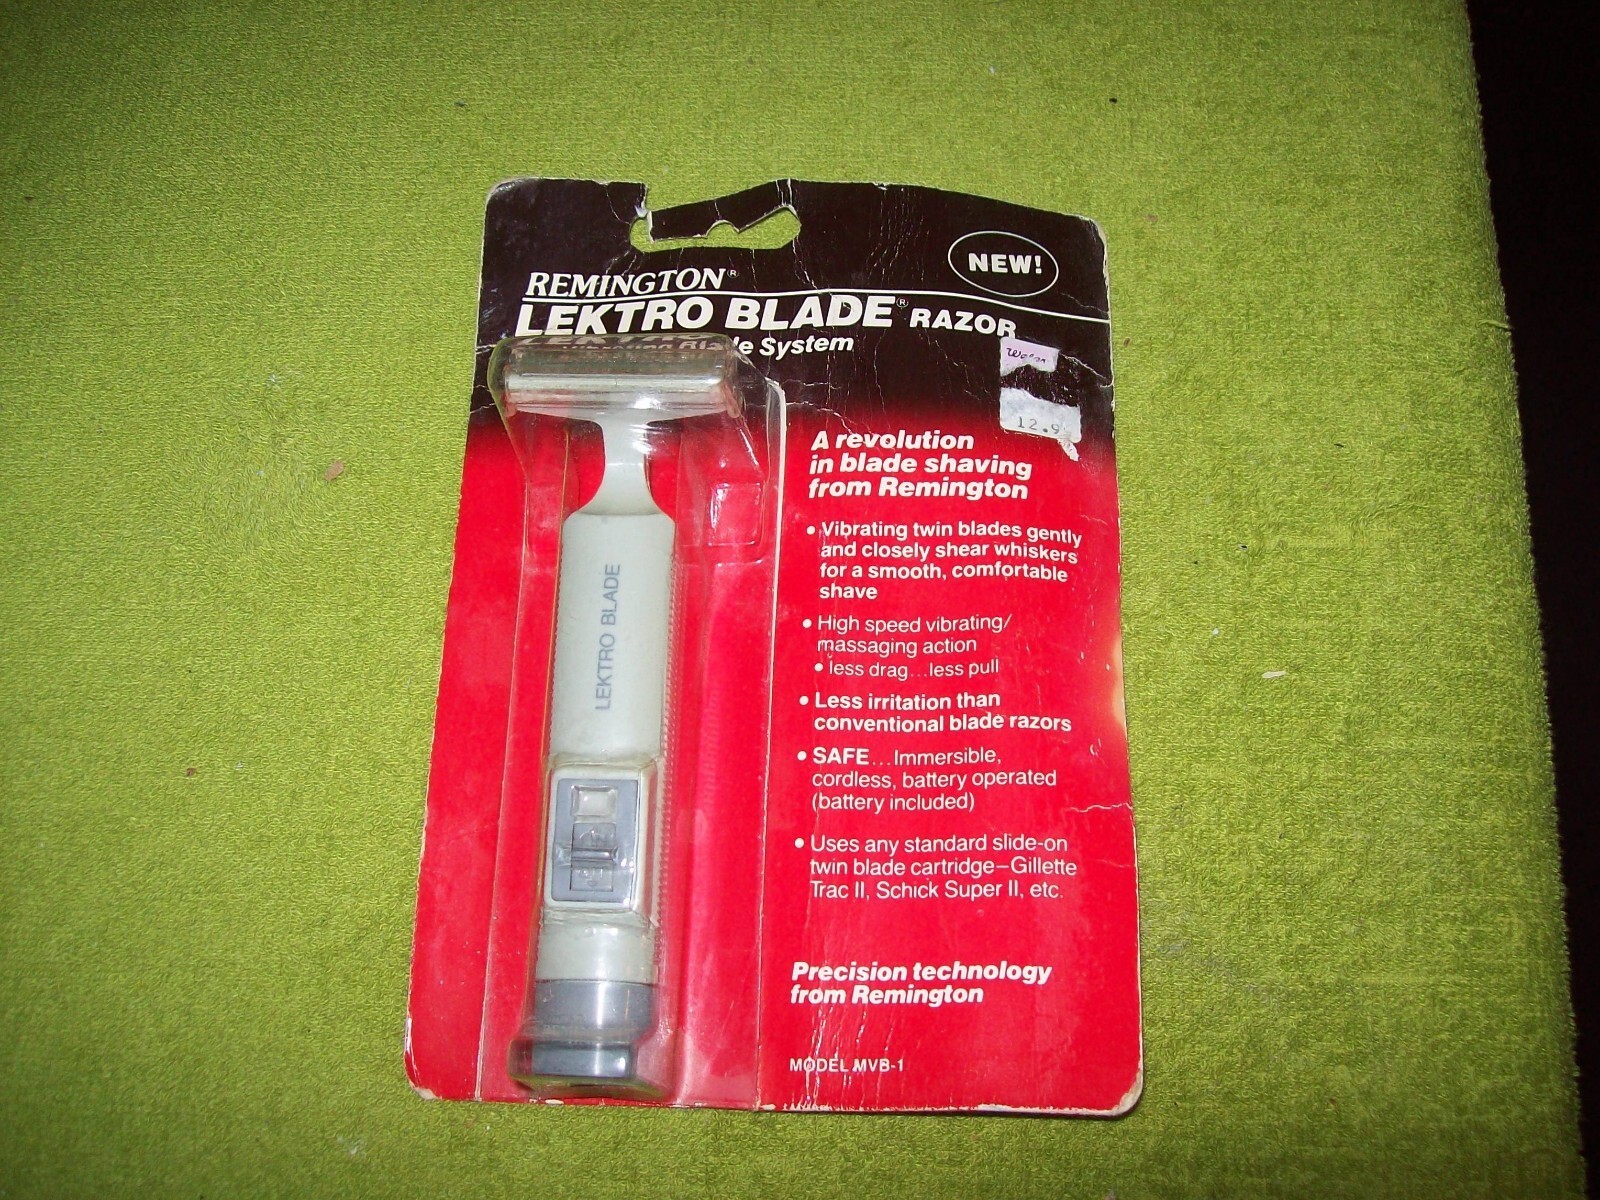 NEW!
REMINGTON®
LEKTRO BLADE® RAZOR
System
12.9
A revolution
in blade shaving
from Remington
• Vibrating twin blades gently
and closely shear whiskers
for a smooth, comfortable
shave
• High speed vibrating/
massaging action
• less drag...less pull
• Less irritation than
conventional blade razors
• SAFE...Immersible,
cordless, battery operated
(battery included)
• Uses any standard slide-on
twin blade cartridge–Gillette
Trac II, Schick Super II, etc.
Precision technology
from Remington
MODEL MVB-1
LEKTRO BLADE